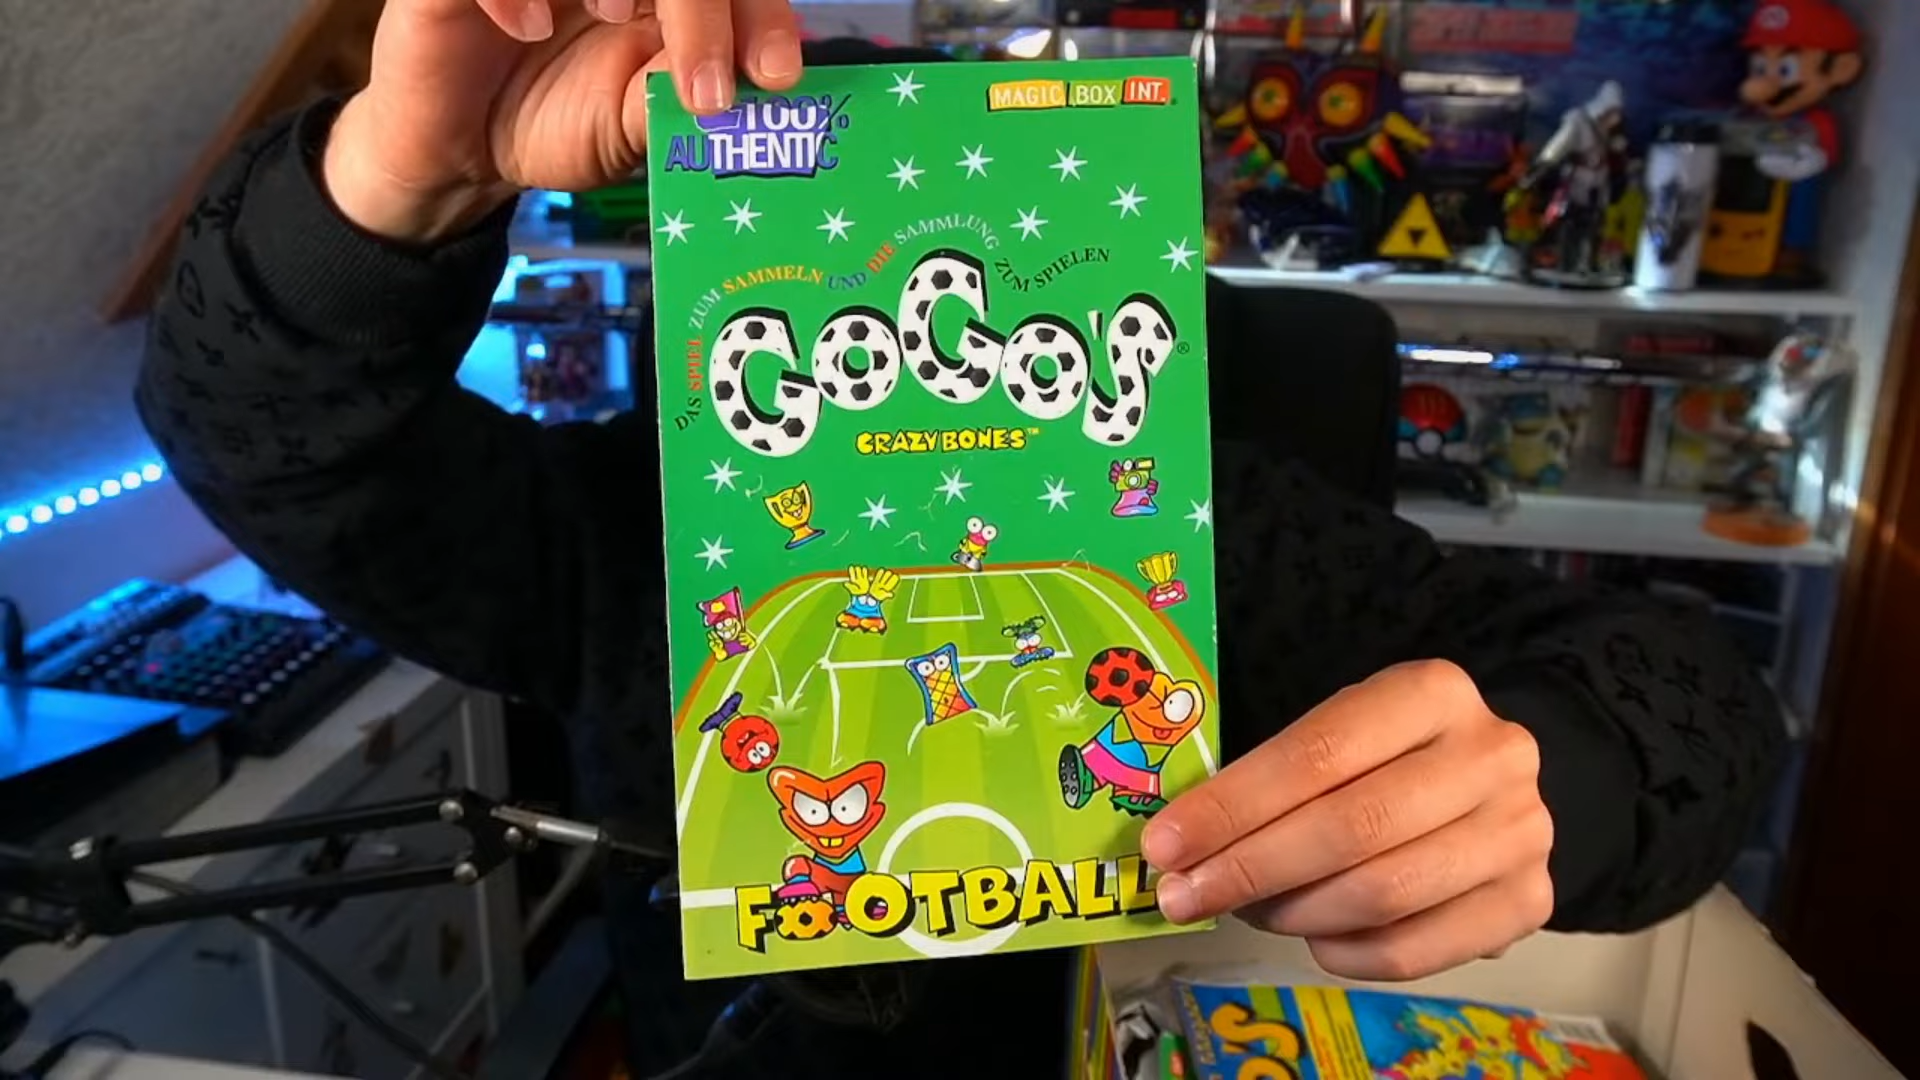 100%
AUTHENTIC
MAGIC BOX INT.
DAS SPIEL ZUM SAMMELN UND DIE SAMMLUNG ZUM SPIELEN
GOGO'S®
CRAZY BONES™
FOOTBALL